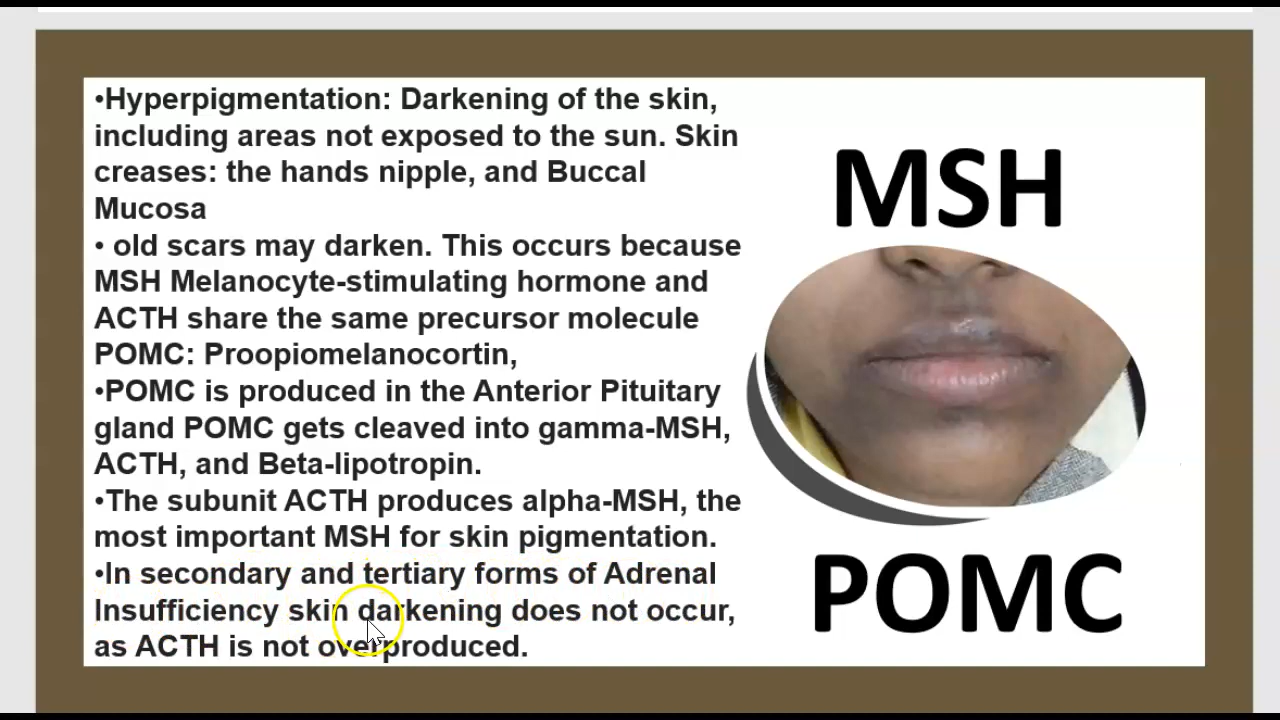 •Hyperpigmentation: Darkening of the skin,
including areas not exposed to the sun. Skin
creases: the hands nipple, and Buccal
Mucosa
• old scars may darken. This occurs because
MSH Melanocyte-stimulating hormone and
ACTH share the same precursor molecule
POMC: Proopiomelanocortin,
•POMC is produced in the Anterior Pituitary
gland POMC gets cleaved into gamma-MSH,
ACTH, and Beta-lipotropin.
•The subunit ACTH produces alpha-MSH, the
most important MSH for skin pigmentation.
•In secondary and tertiary forms of Adrenal
Insufficiency skin darkening does not occur,
as ACTH is not overproduced.
MSH
POMC